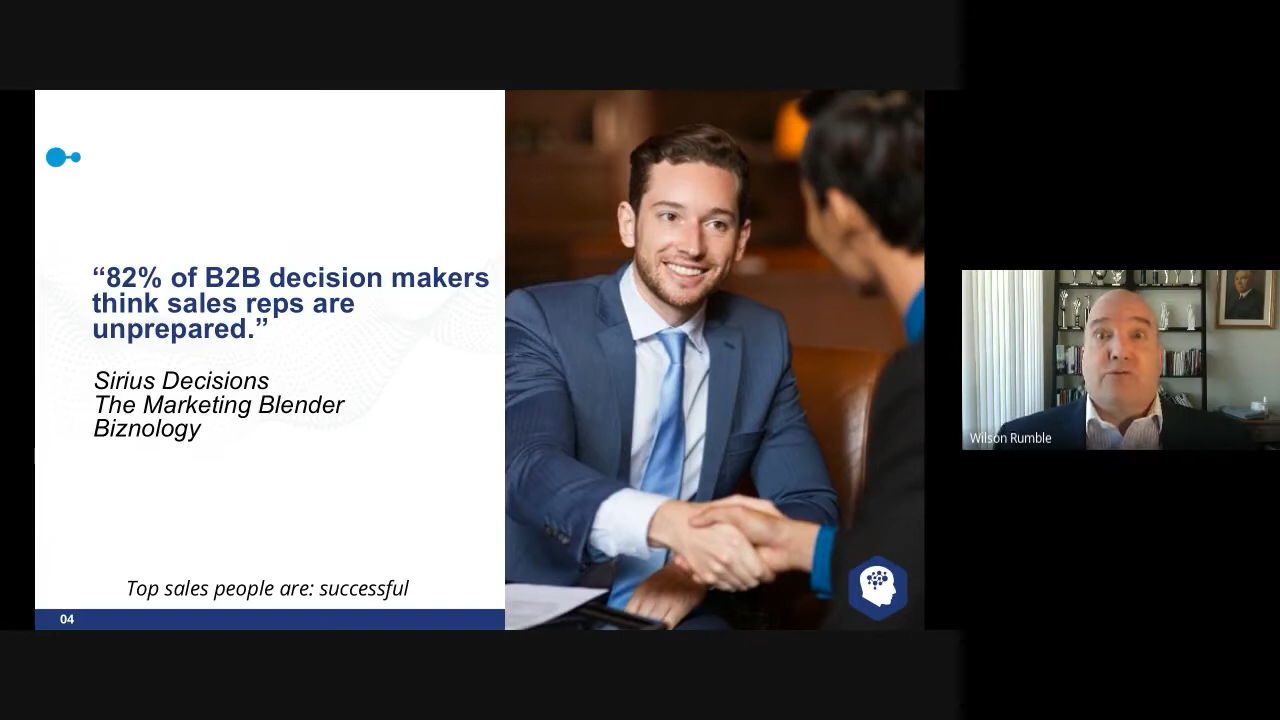 “82% of B2B decision makers
think sales reps are
unprepared.”
Sirius Decisions
The Marketing Blender
Biznology
Top sales people are: successful
04
Wilson Rumble